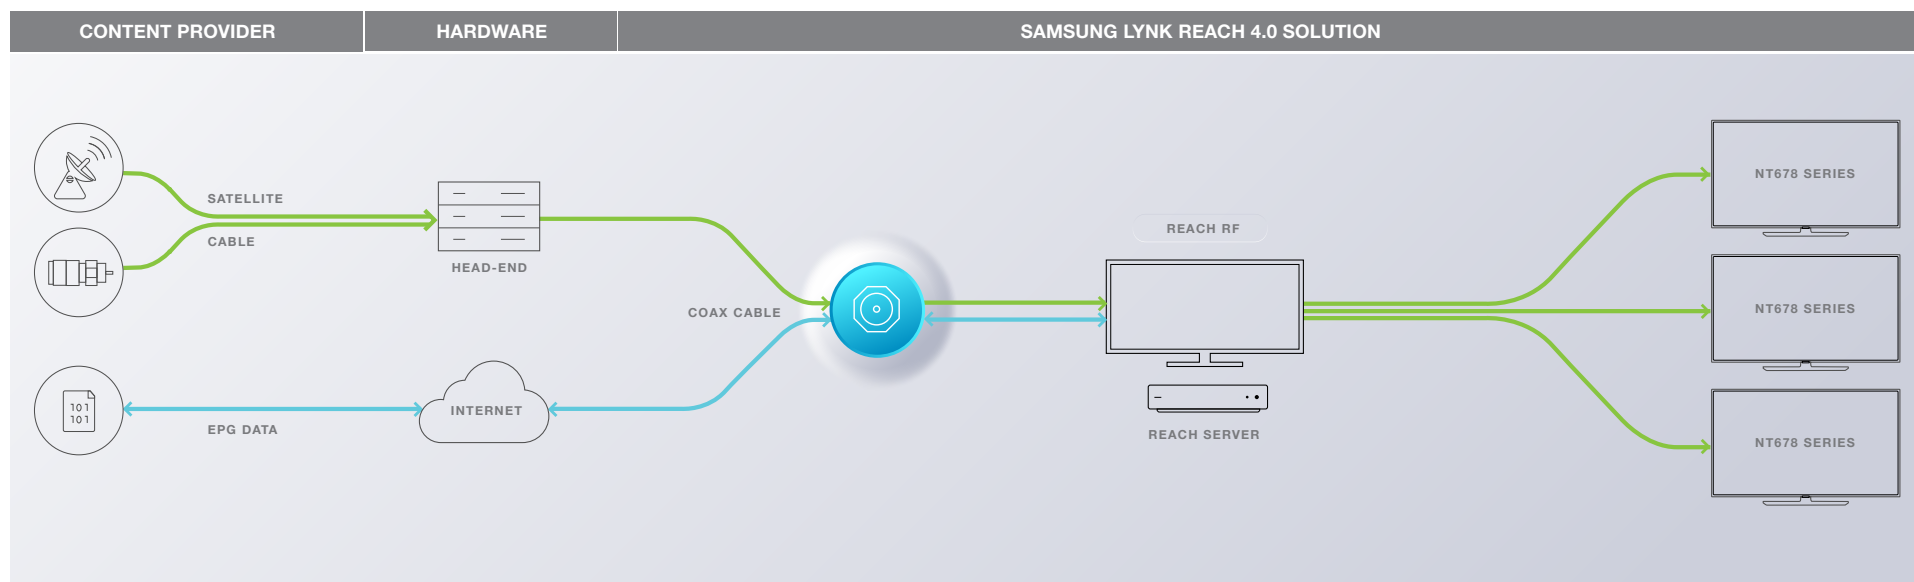 CONTENT PROVIDER
HARDWARE
SAMSUNG LYNK REACH 4.0 SOLUTION
SATELLITE
CABLE
HEAD-END
COAX CABLE
REACH RF
NT678 SERIES
NT678 SERIES
NT678 SERIES
101
101
EPG DATA
INTERNET
REACH SERVER